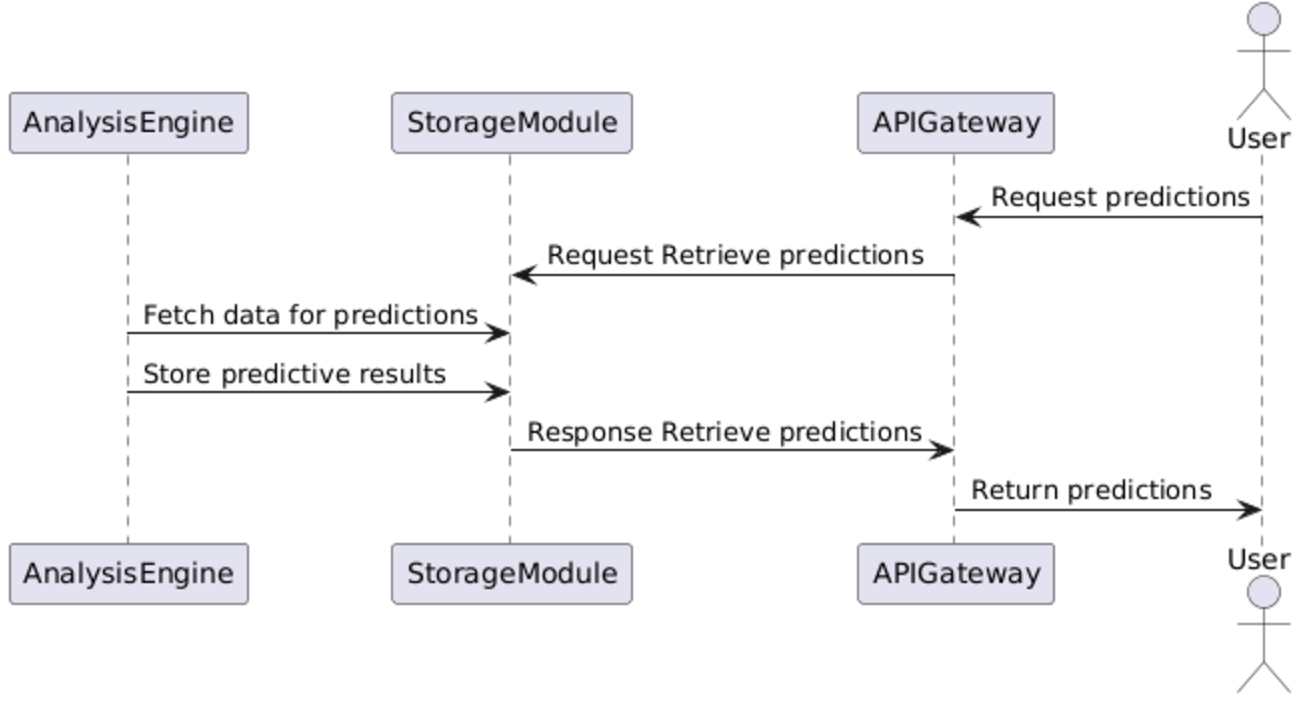 AnalysisEngine
StorageModule
APIGateway
User
Request predictions
Request Retrieve predictions
Fetch data for predictions
Store predictive results
Response Retrieve predictions
Return predictions
AnalysisEngine
StorageModule
APIGateway
User